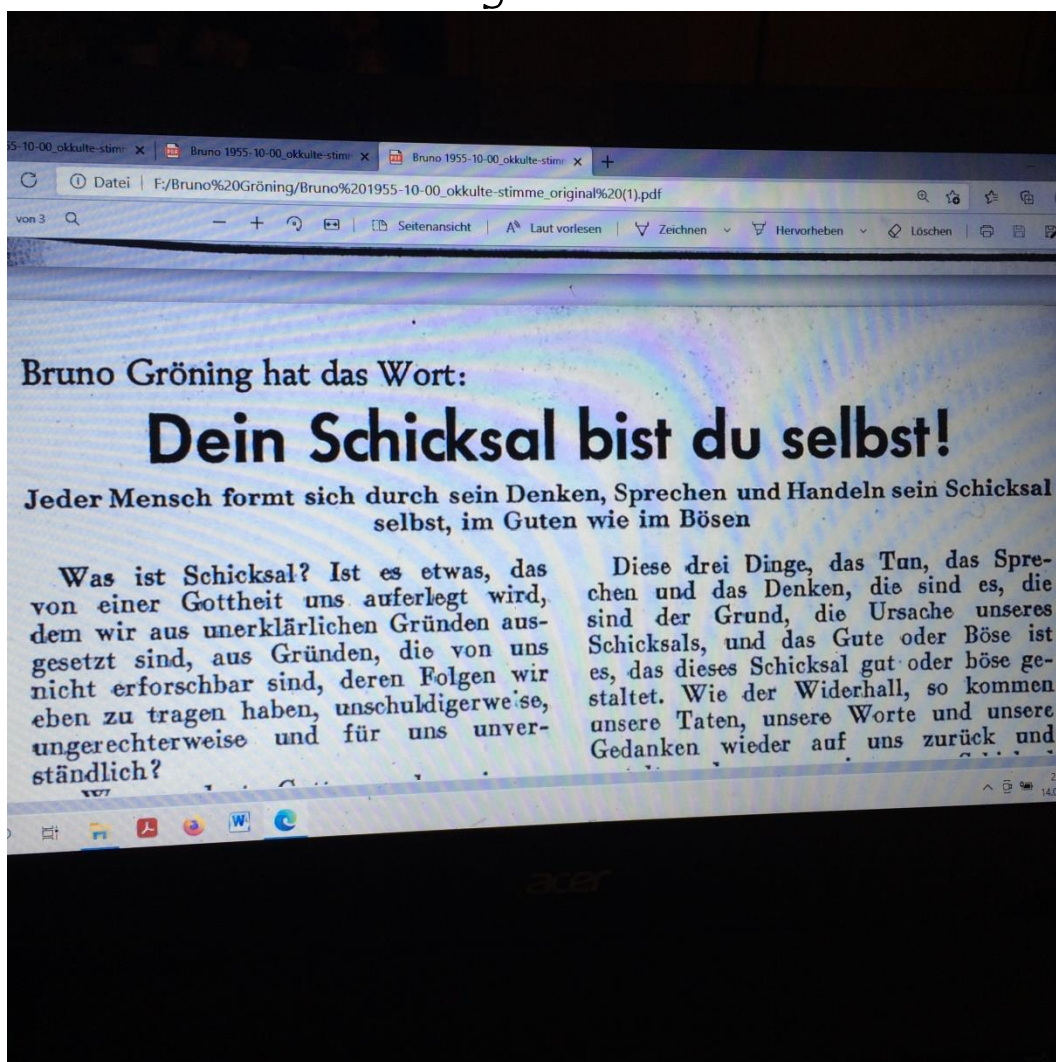 55-10-00_okkulte-stimr
Bruno 1955-10-00_okkulte-stimr
Bruno 1955-10-00_okkulte-stimr
Datei F:/Bruno%20Gröning/Bruno%201955-10-00_okkulte-stimme_original%20(1).pdf
von 3 Seitenansicht Laut vorlesen Zeichnen Hervorheben Löschen
Bruno Gröning hat das Wort:
Dein Schicksal bist du selbst!
Jeder Mensch formt sich durch sein Denken, Sprechen und Handeln sein Schicksal
selbst, im Guten wie im Bösen
Was ist Schicksal? Ist es etwas, das
von einer Gottheit uns auferlegt wird,
dem wir aus unerklärlichen Gründen aus-
gesetzt sind, aus Gründen, die von uns
nicht erforschbar sind, deren Folgen wir
eben zu tragen haben, unschuldigerweise,
ungerechterweise und für uns unver-
ständlich?
Diese drei Dinge, das Tun, das Spre-
chen und das Denken, die sind es, die
sind der Grund, die Ursache unseres
Schicksals, und das Gute oder Böse ist
es, das dieses Schicksal gut oder böse ge-
staltet. Wie der Widerhall, so kommen
unsere Taten, unsere Worte und unsere
Gedanken wieder auf uns zurück und
acer